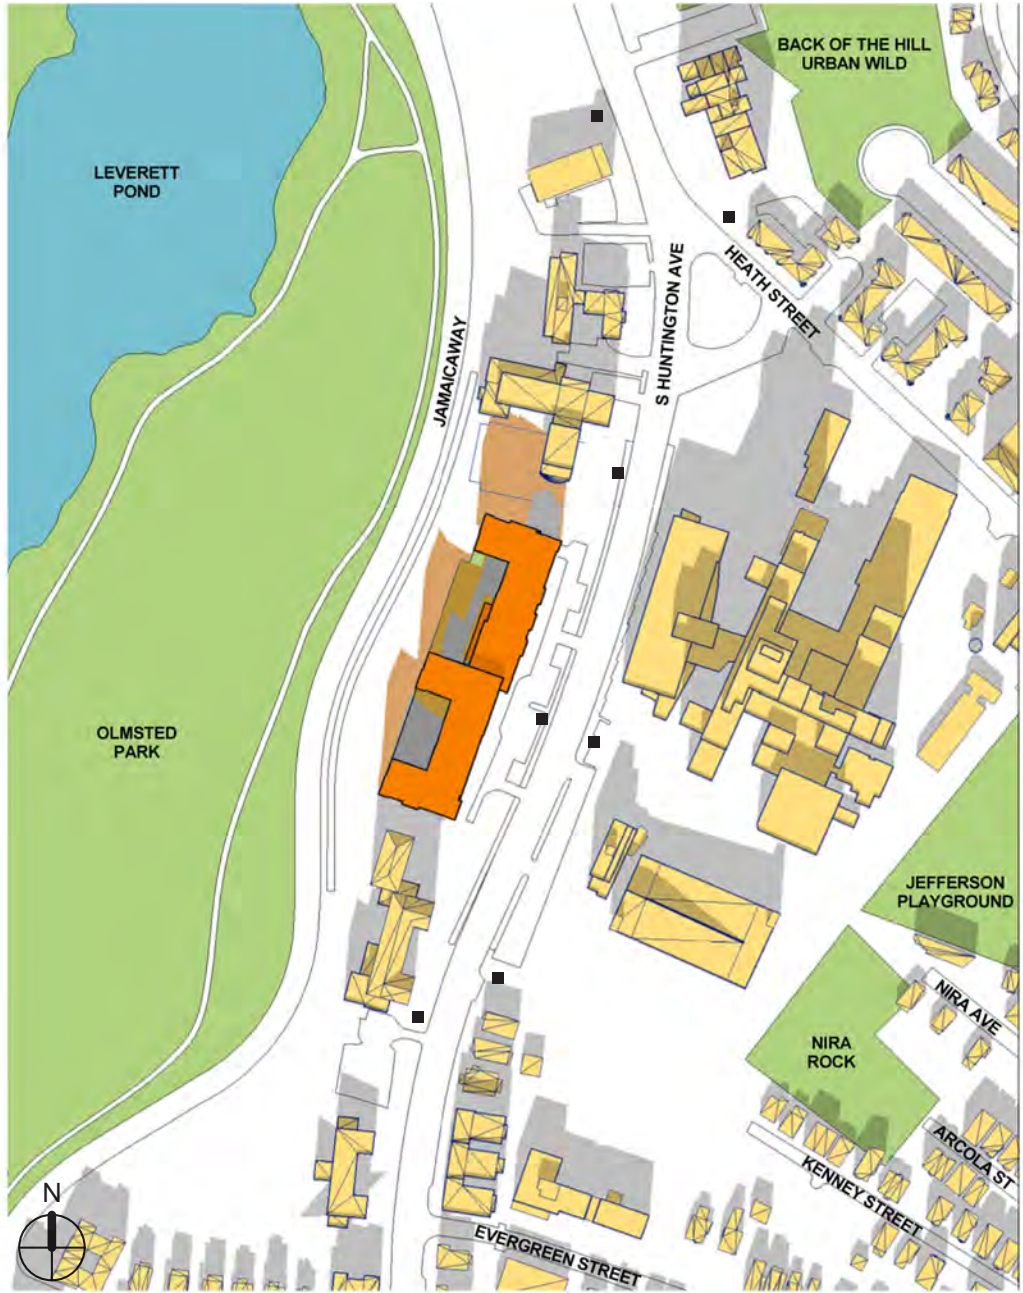 BACK OF THE HILL
URBAN WILD
LEVERETT
POND
S HUNTINGTON AVE
HEATH STREET
JAMAICAWAY
OLMSTED
PARK
JEFFERSON
PLAYGROUND
NIRA AVE
NIRA
ROCK
ARCOLA ST
KENNEY STREET
N
EVERGREEN STREET